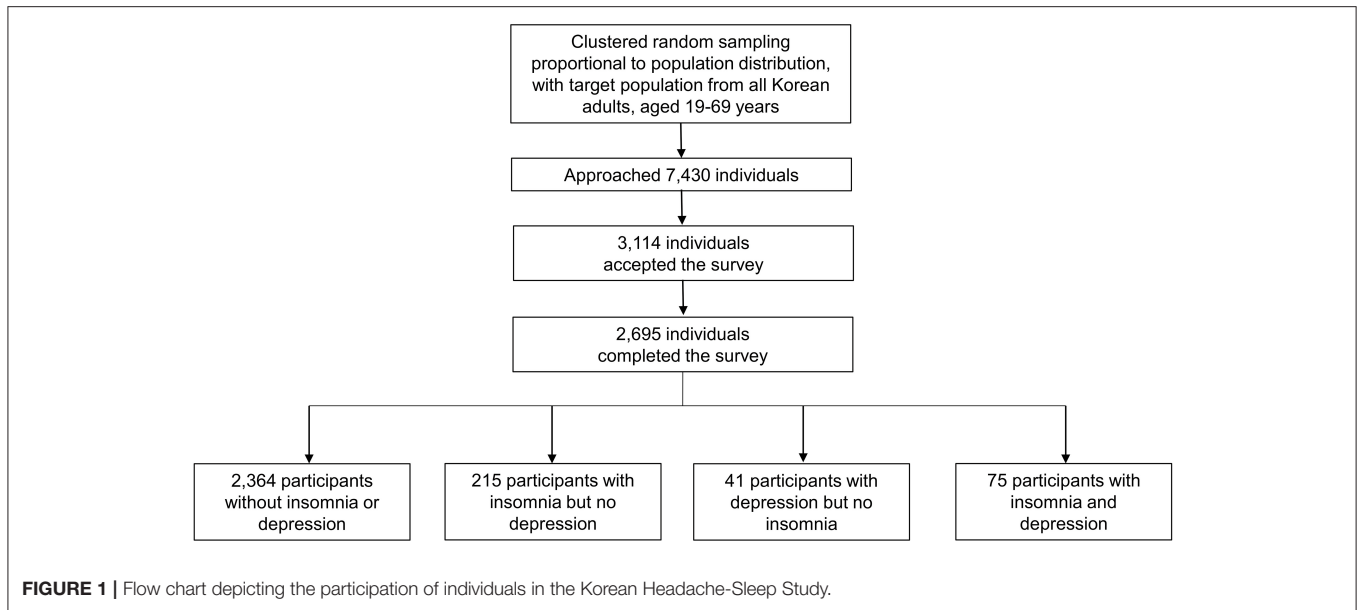 Clustered random sampling
proportional to population distribution,
with target population from all Korean
adults, aged 19-69 years
Approached 7,430 individuals
3,114 individuals
accepted the survey
2,695 individuals
completed the survey
2,364 participants
without insomnia or
depression
215 participants with
insomnia but no
depression
41 participants with
depression but no
insomnia
75 participants with
insomnia and
depression
FIGURE 1 | Flow chart depicting the participation of individuals in the Korean Headache-Sleep Study.